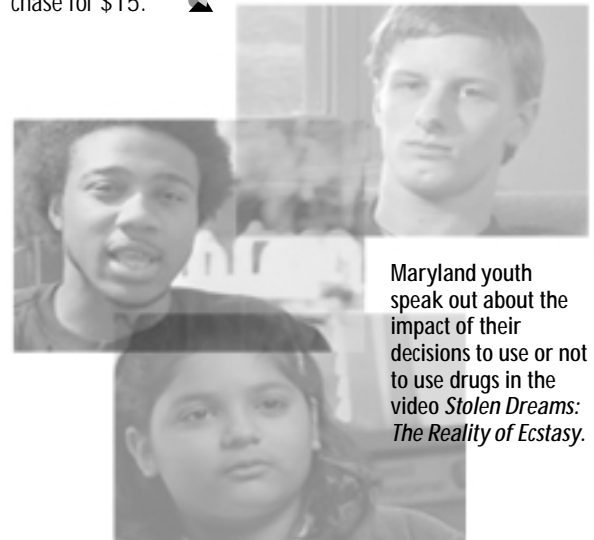 chase for $15.
Maryland youth
speak out about the
impact of their
decisions to use or not
to use drugs in the
video Stolen Dreams:
The Reality of Ecstasy.